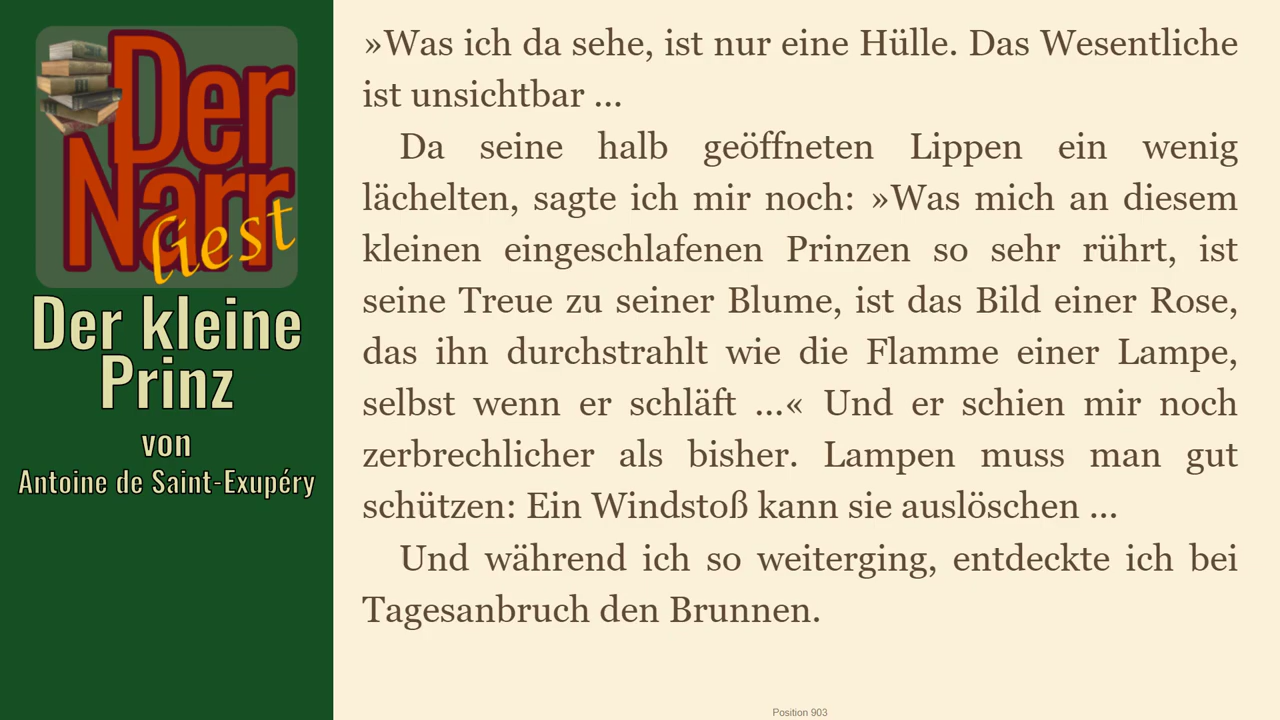 Der
Narr
liest
Der kleine
Prinz
von
Antoine de Saint-Exupéry
»Was ich da sehe, ist nur eine Hülle. Das Wesentliche
ist unsichtbar ...
Da seine halb geöffneten Lippen ein wenig
lächelten, sagte ich mir noch: »Was mich an diesem
kleinen eingeschlafenen Prinzen so sehr rührt, ist
seine Treue zu seiner Blume, ist das Bild einer Rose,
das ihn durchstrahlt wie die Flamme einer Lampe,
selbst wenn er schläft ...« Und er schien mir noch
zerbrechlicher als bisher. Lampen muss man gut
schützen: Ein Windstoß kann sie auslöschen ...
Und während ich so weiterging, entdeckte ich bei
Tagesanbruch den Brunnen.
Position 903